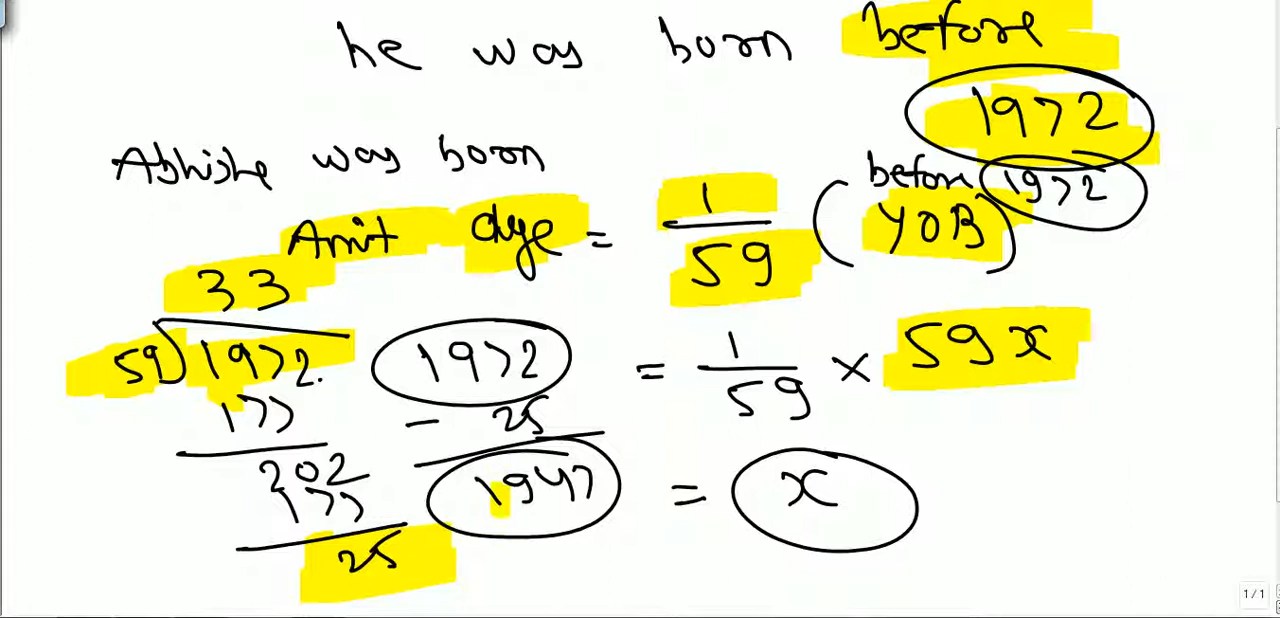 he was born before
1972
Abhishe was born before 1972
Amit age = 1/59 (YOB)
33
59)1972. 1972 = 1/59 × 59x
177 - 25
202 1947 = x
177
25
1/1